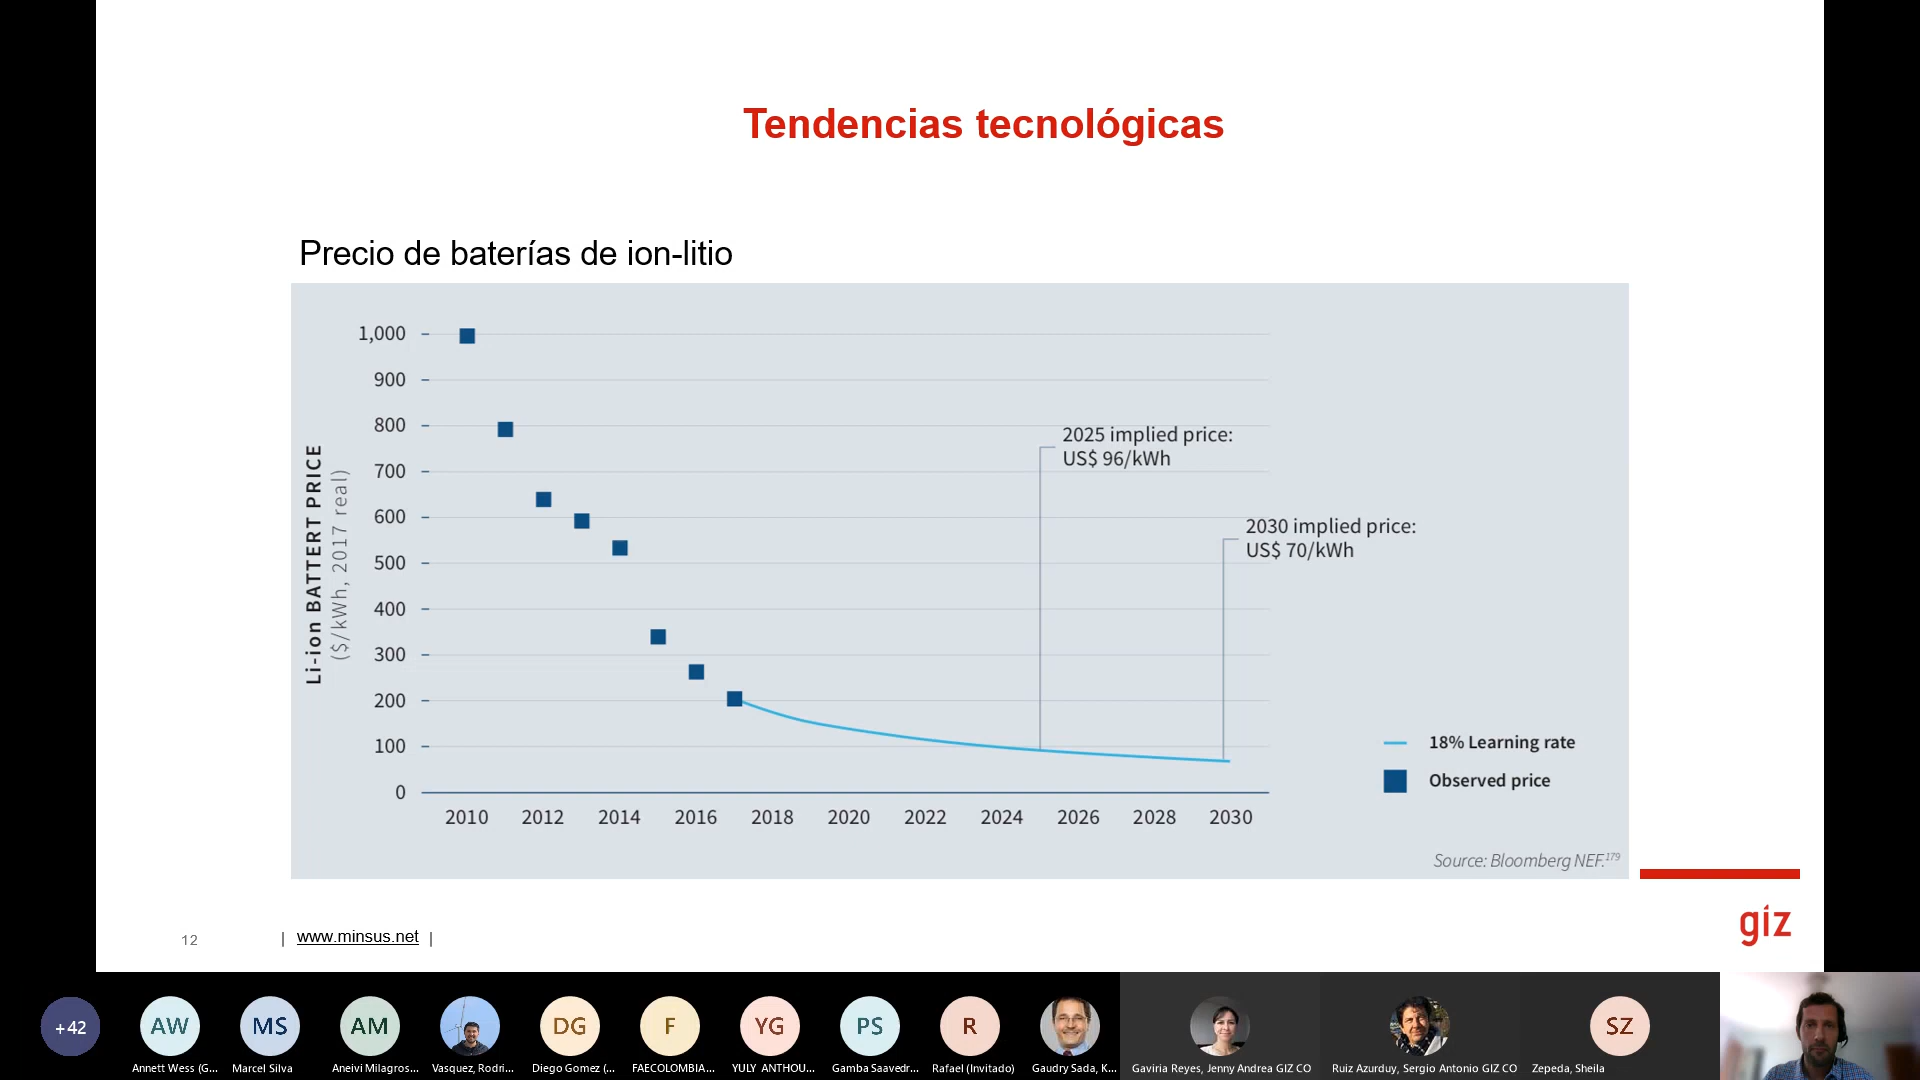 Tendencias tecnológicas
Precio de baterías de ion-litio
Li-ion BATTERT PRICE
($/kWh, 2017 real)
1,000
900
800
700
600
500
400
300
200
100
0
2010 2012 2014 2016 2018 2020 2022 2024 2026 2028 2030
2025 implied price:
US$ 96/kWh
2030 implied price:
US$ 70/kWh
18% Learning rate
Observed price
Source: Bloomberg NEF.179
12 | www.minsus.net |
giz
+42 AW MS AM DG F YG PS R SZ
Annett Wess (G... Marcel Silva Aneivi Milagros... Vasquez, Rodri... Diego Gomez (... FAECOLOMBIA... YULY ANTHOU... Gamba Saavedr... Rafael (Invitado) Gaudry Sada, K... Gaviria Reyes, Jenny Andrea GIZ CO Ruiz Azurduy, Sergio Antonio GIZ CO Zepeda, Sheila